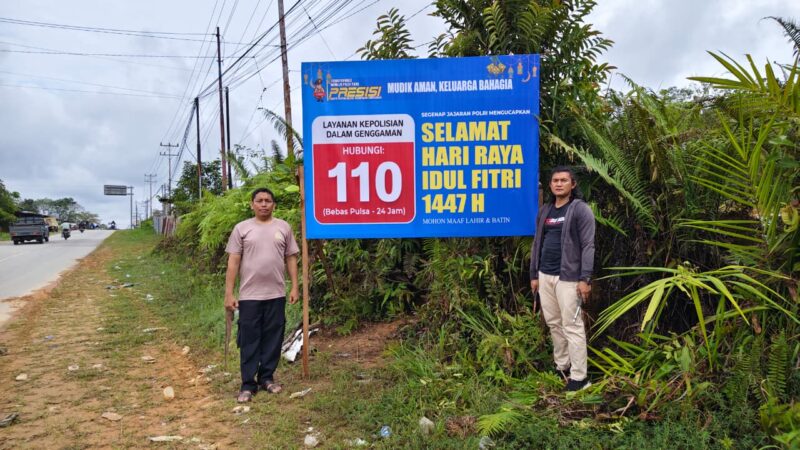 PRESISI
MUDIK AMAN, KELUARGA BAHAGIA
LAYANAN KEPOLISIAN
DALAM GENGGAMAN
HUBUNGI:
110
(Bebas Pulsa - 24 Jam)
SEGENAP JAJARAN POLRI MENGUCAPKAN
SELAMAT
HARI RAYA
IDUL FITRI
1447 H
MOHON MAAF LAHIR & BATIN